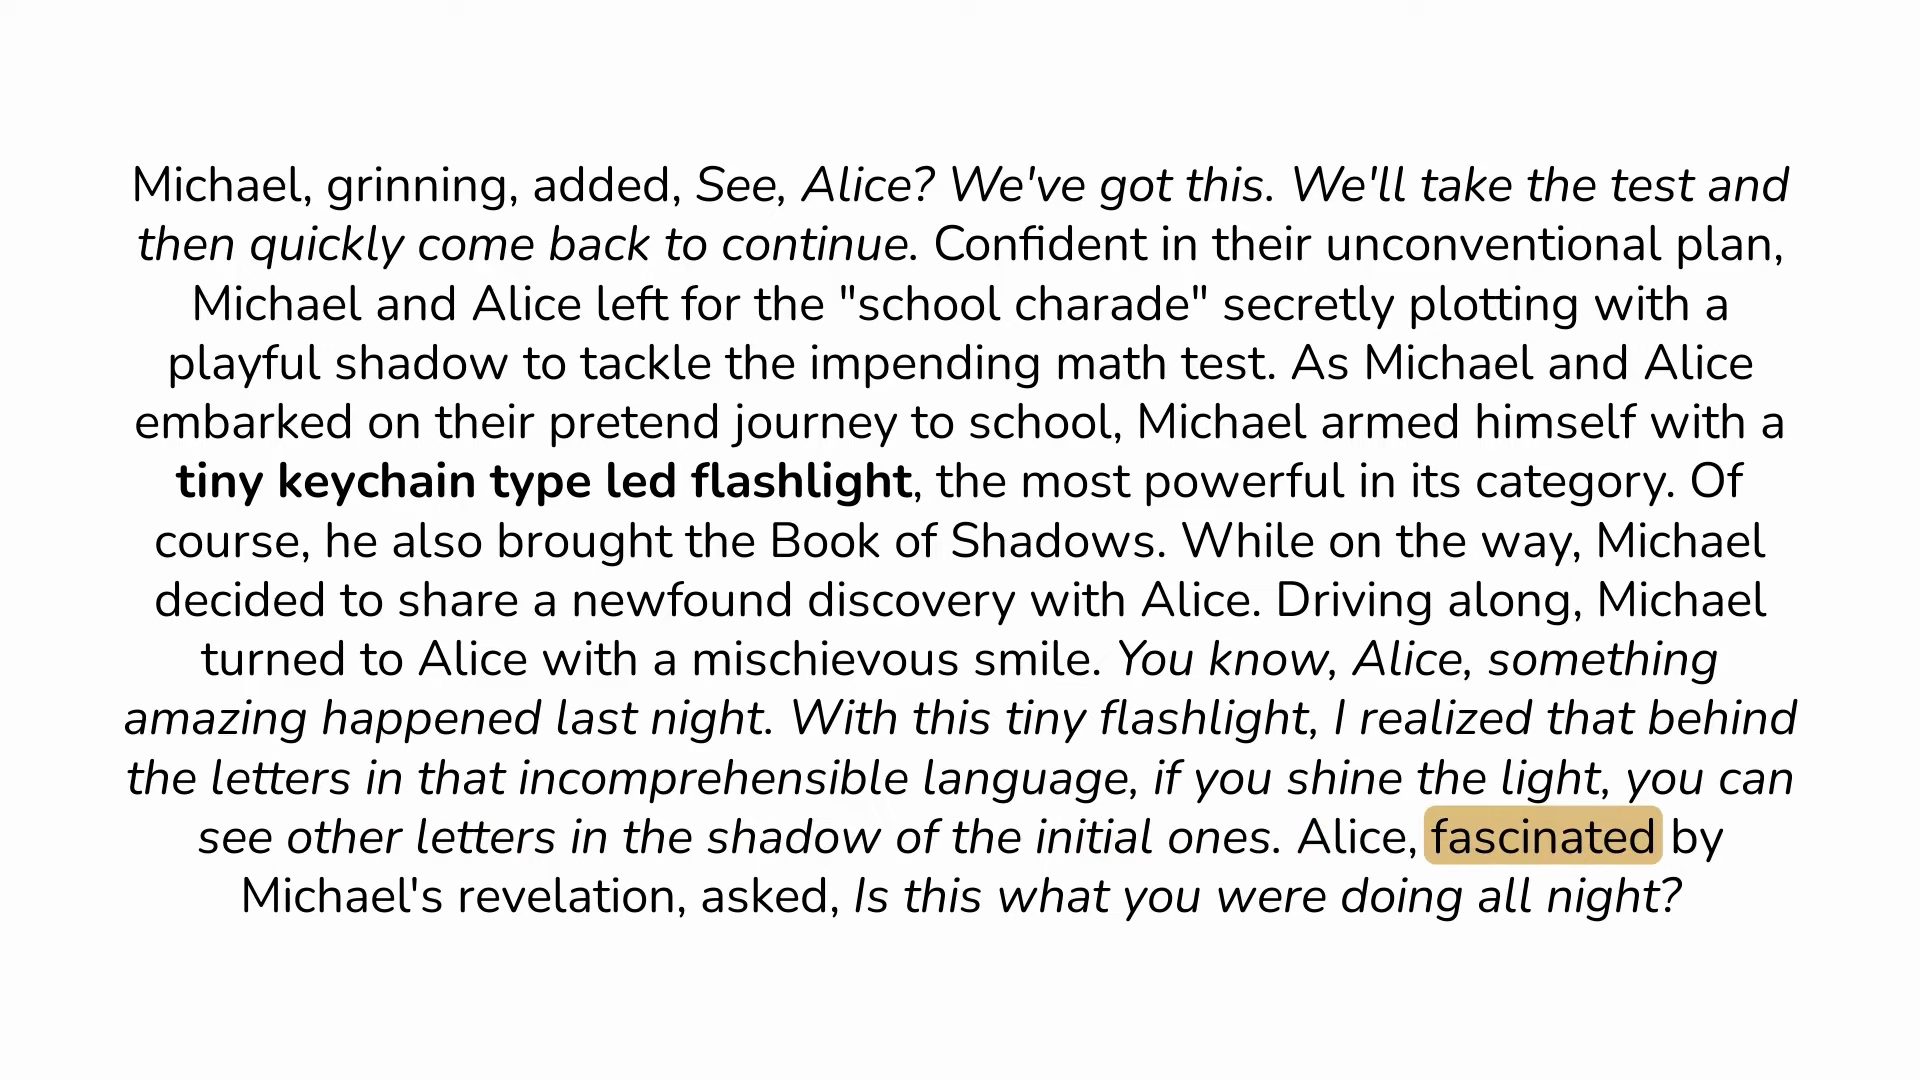 Michael, grinning, added, See, Alice? We've got this. We'll take the test and
then quickly come back to continue. Confident in their unconventional plan,
Michael and Alice left for the "school charade" secretly plotting with a
playful shadow to tackle the impending math test. As Michael and Alice
embarked on their pretend journey to school, Michael armed himself with a
tiny keychain type led flashlight, the most powerful in its category. Of
course, he also brought the Book of Shadows. While on the way, Michael
decided to share a newfound discovery with Alice. Driving along, Michael
turned to Alice with a mischievous smile. You know, Alice, something
amazing happened last night. With this tiny flashlight, I realized that behind
the letters in that incomprehensible language, if you shine the light, you can
see other letters in the shadow of the initial ones. Alice, fascinated by
Michael's revelation, asked, Is this what you were doing all night?